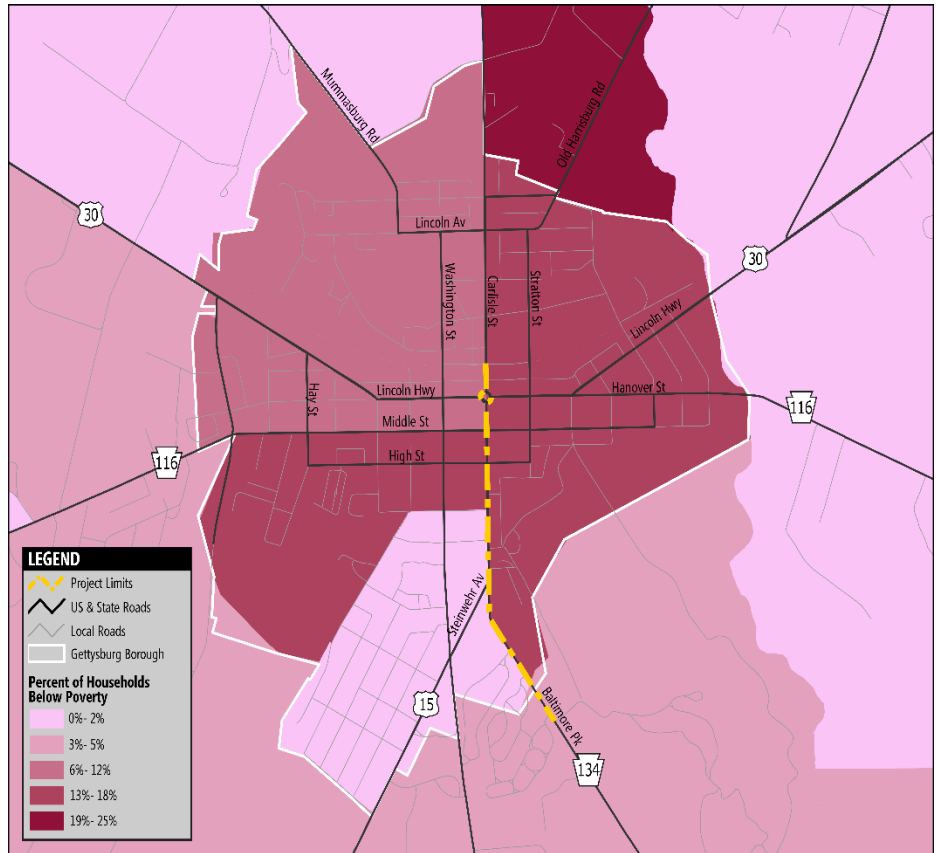 Mummasburg Rd
Old Harrisburg Rd
30
Lincoln Av
Washington St
Carlisle St
Stratton St
30
Lincoln Hwy
Hay St
Lincoln Hwy
Hanover St
116
Middle St
116
High St
Steinwehr Av
15
Baltimore Pk
134
LEGEND
Project Limits
US & State Roads
Local Roads
Gettysburg Borough
Percent of Households
Below Poverty
0%- 2%
3%- 5%
6%- 12%
13%- 18%
19%- 25%